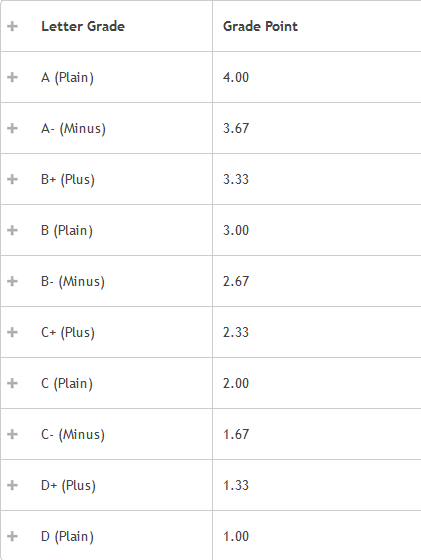 Letter Grade Grade Point
A (Plain) 4.00
A- (Minus) 3.67
B+ (Plus) 3.33
B (Plain) 3.00
B- (Minus) 2.67
C+ (Plus) 2.33
C (Plain) 2.00
C- (Minus) 1.67
D+ (Plus) 1.33
D (Plain) 1.00